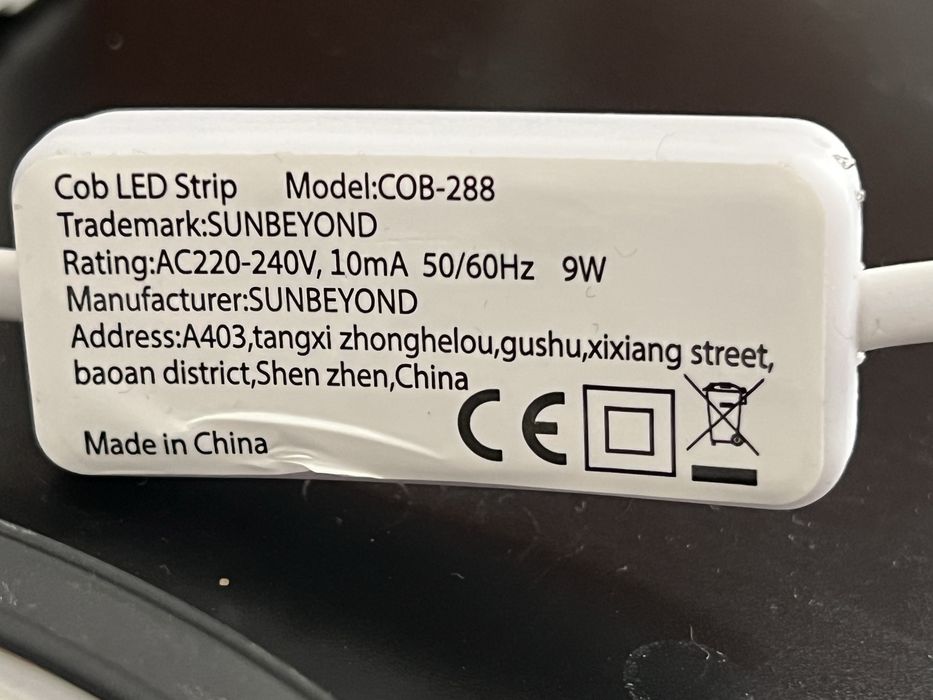 Cob LED Strip Model:COB-288
Trademark:SUNBEYOND
Rating:AC220-240V, 10mA 50/60Hz 9W
Manufacturer:SUNBEYOND
Address:A403,tangxi zhonghelou,gushu,xixiang street,
baoan district,Shen zhen,China
Made in China
CE